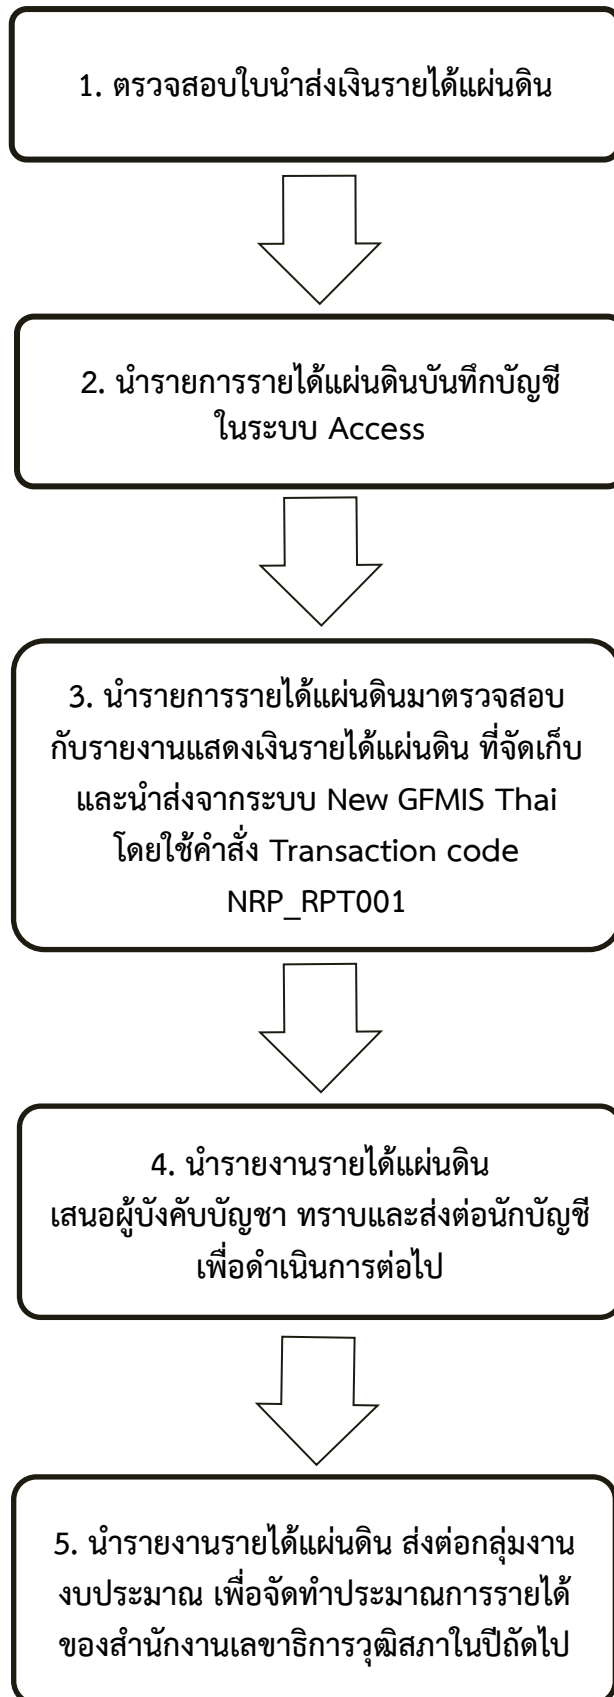 1. ตรวจสอบใบนำส่งเงินรายได้แผ่นดิน
2. นำรายการรายได้แผ่นดินบันทึกบัญชี
ในระบบ Access
3. นำรายการรายได้แผ่นดินมาตรวจสอบ
กับรายงานแสดงเงินรายได้แผ่นดิน ที่จัดเก็บ
และนำส่งจากระบบ New GFMIS Thai
โดยใช้คำสั่ง Transaction code
NRP_RPT001
4. นำรายงานรายได้แผ่นดิน
เสนอผู้บังคับบัญชา ทราบและส่งต่อนักบัญชี
เพื่อดำเนินการต่อไป
5. นำรายงานรายได้แผ่นดิน ส่งต่อกลุ่มงาน
งบประมาณ เพื่อจัดทำประมาณการรายได้
ของสำนักงานเลขาธิการวุฒิสภาในปีถัดไป